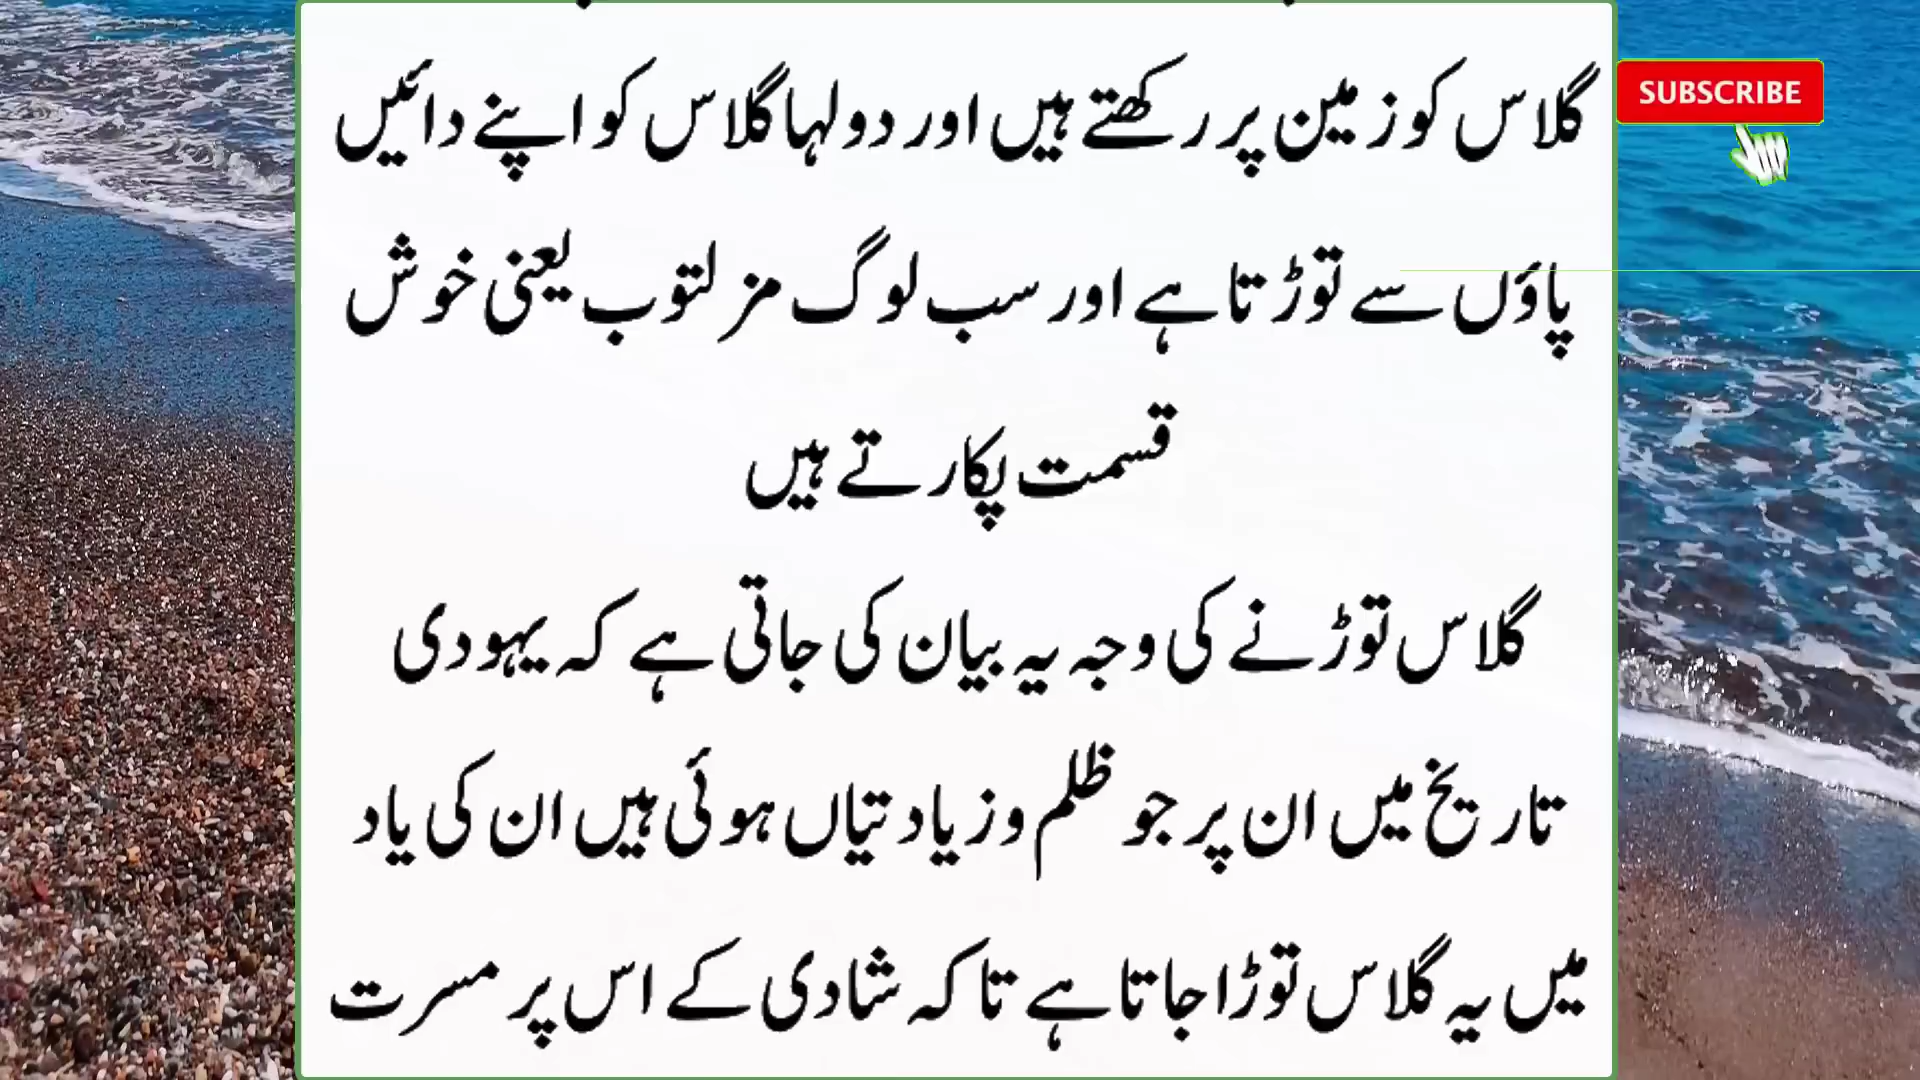 گلاس کو زمین پر رکھتے ہیں اور دولہا گلاس کو اپنے دائیں
SUBSCRIBE
پاؤں سے توڑتا ہے اور سب لوگ مزلتوب یعنی خوش
قسمت پکارتے ہیں
گلاس توڑنے کی وجہ یہ بیان کی جاتی ہے کہ یہودی
تاریخ میں ان پر جو ظلم و زیادتیاں ہوئی ہیں ان کی یاد
میں یہ گلاس توڑا جاتا ہے تاکہ شادی کے اس پر مسرت